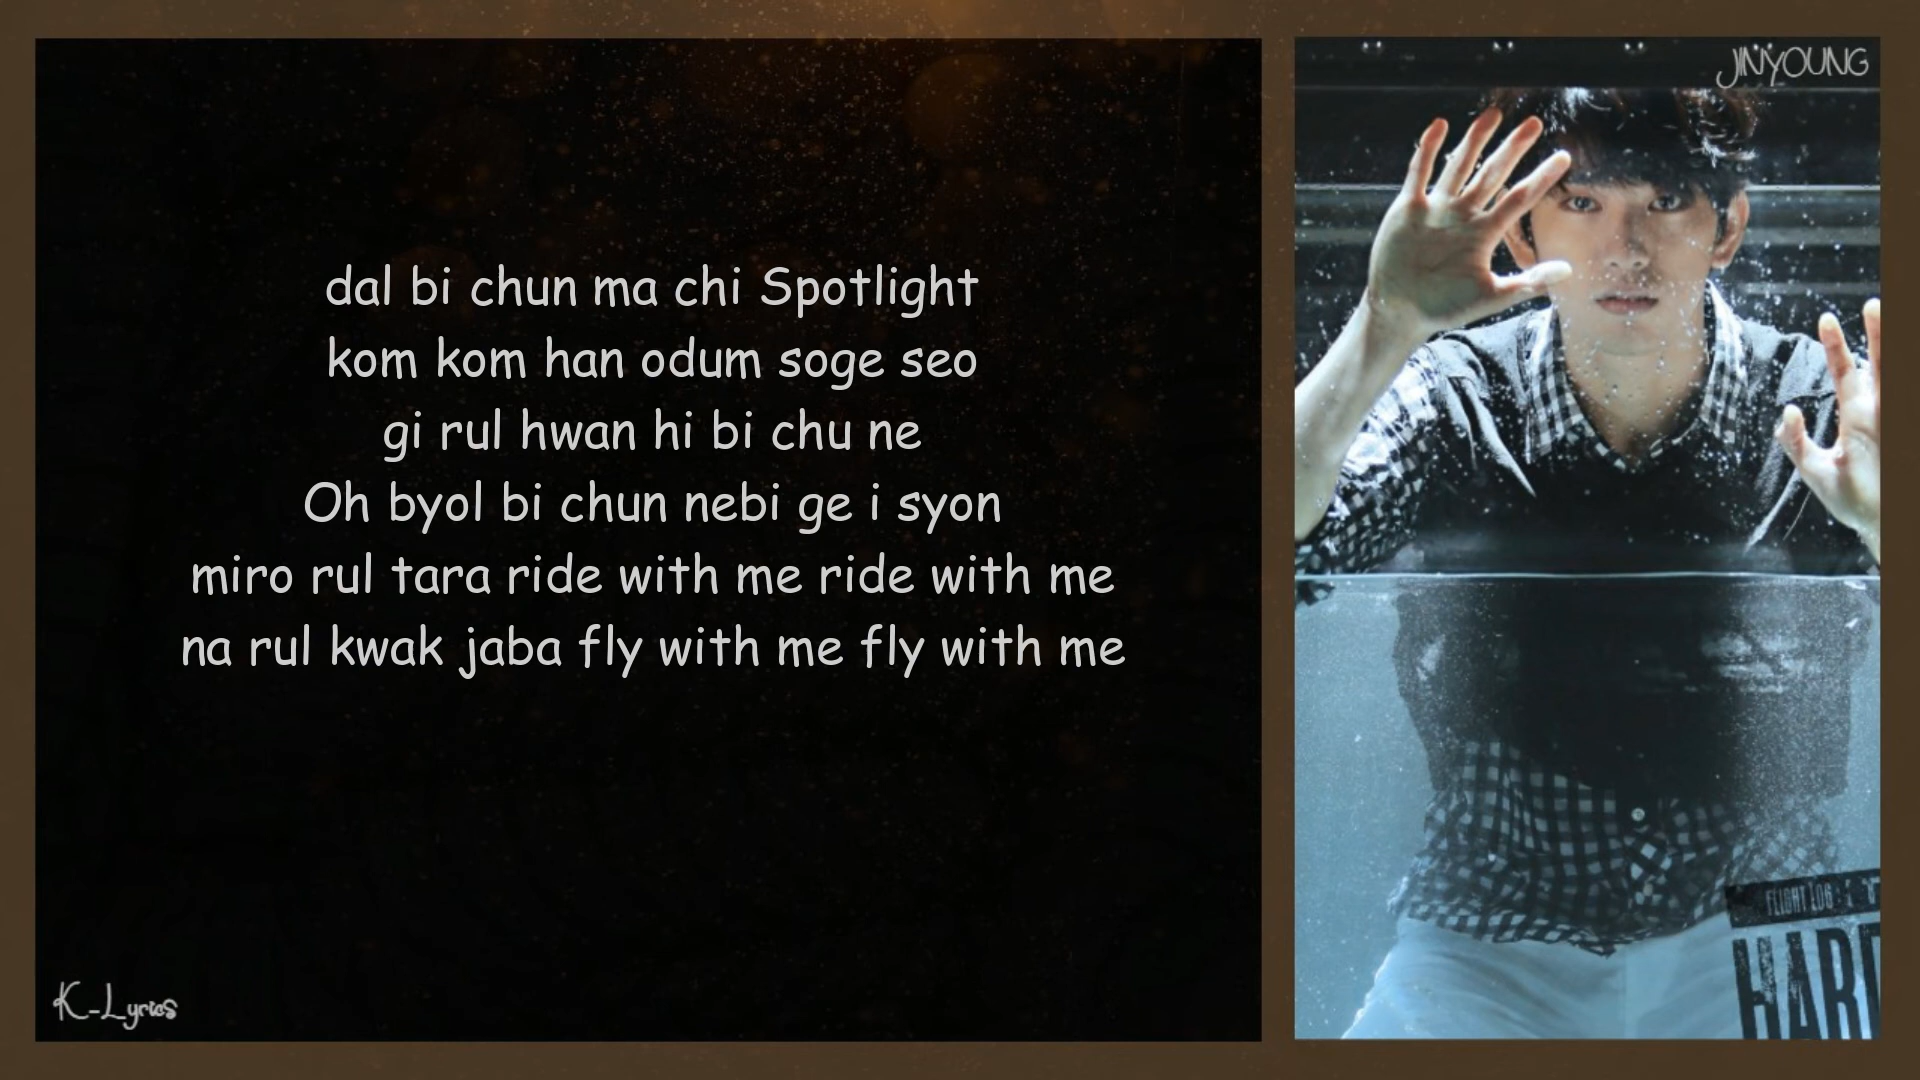 dal bi chun ma chi Spotlight
kom kom han odum soge seo
gi rul hwan hi bi chu ne
Oh byol bi chun nebi ge i syon
miro rul tara ride with me ride with me
na rul kwak jaba fly with me fly with me
K-Lyrics
JINYOUNG
FLIGHT LOG :